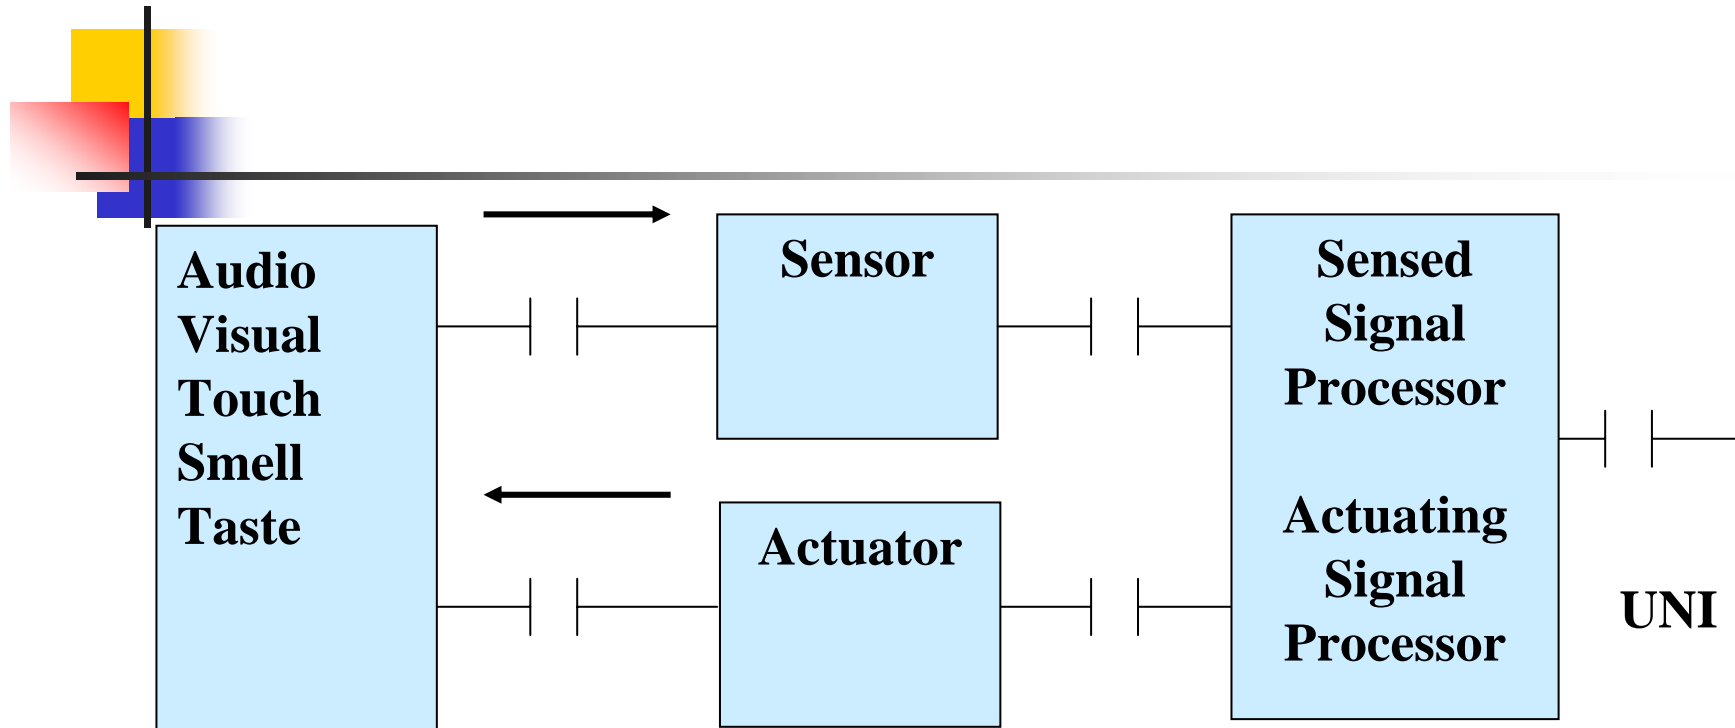 Audio
Visual
Touch
Smell
Taste
Sensor
Actuator
Sensed
Signal
Processor
Actuating
Signal
Processor
UNI